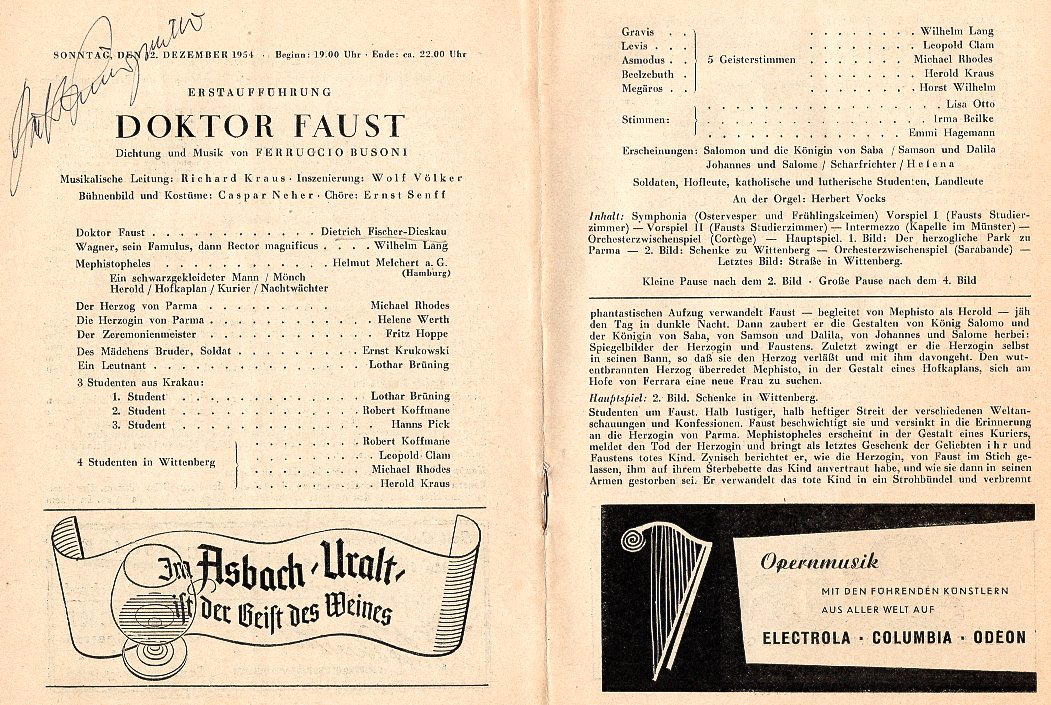 SONNTAG, DEN 12. DEZEMBER 1954 · Beginn: 19.00 Uhr · Ende: ca. 22.00 Uhr
ERSTAUFFÜHRUNG
DOKTOR FAUST
Dichtung und Musik von FERRUCCIO BUSONI
Musikalische Leitung: Richard Kraus · Inszenierung: Wolf Völker
Bühnenbild und Kostüme: Caspar Neher · Chöre: Ernst Senff
Doktor Faust . . . . . . . . . . . . Dietrich Fischer-Dieskau
Wagner, sein Famulus, dann Rector magnificus . . . . . Wilhelm Lang
Mephistopheles . . . . . . . . . . . . Helmut Melchert a. G.
(Hamburg)
Ein schwarzgekleideter Mann / Mönch
Herold / Hofkaplan / Kurier / Nachtwächter
Der Herzog von Parma . . . . . . . . . . . Michael Rhodes
Die Herzogin von Parma . . . . . . . . . . . . Helene Werth
Der Zeremonienmeister . . . . . . . . . . . . Fritz Hoppe
Des Mädchens Bruder, Soldat . . . . . . . . . Ernst Krukowski
Ein Leutnant . . . . . . . . . . . . . . Lothar Brüning
3 Studenten aus Krakau:
1. Student . . . . . . . . . . . . . Lothar Brüning
2. Student . . . . . . . . . . . . . Robert Koffmane
3. Student . . . . . . . . . . . . . Hanns Pick
4 Studenten in Wittenberg
. . . . . . . . Robert Koffmane
. . . . . . . . Leopold Clam
. . . . . . . . Michael Rhodes
. . . . . . . . Herold Kraus
Im Asbach-Uralt-
ist der Geist des Weines
Gravis . . . . . . . . . . Wilhelm Lang
Levis . . . . . . . . . . . Leopold Clam
Asmodus . . 5 Geisterstimmen . . . . . . . Michael Rhodes
Beelzebuth . . . . . . . . . Herold Kraus
Megäros . . . . . . . . . . Horst Wilhelm
Stimmen:
. . . . . . . . . . . . . . . Lisa Otto
. . . . . . . . . . . . . . . Irma Beilke
. . . . . . . . . . . . . . . Emmi Hagemann
Erscheinungen: Salomon und die Königin von Saba / Samson und Dalila
Johannes und Salome / Scharfrichter / Helena
Soldaten, Hofleute, katholische und lutherische Studenten, Landleute
An der Orgel: Herbert Vocks
Inhalt: Symphonia (Ostervesper und Frühlingskeimen) Vorspiel I (Fausts Studier-
zimmer) — Vorspiel II (Fausts Studierzimmer) — Intermezzo (Kapelle im Münster) —
Orchesterzwischenspiel (Cortège) — Hauptspiel. 1. Bild: Der herzogliche Park zu
Parma — 2. Bild: Schenke zu Wittenberg — Orchesterzwischenspiel (Sarabande) —
Letztes Bild: Straße in Wittenberg.
Kleine Pause nach dem 2. Bild · Große Pause nach dem 4. Bild
phantastischen Aufzug verwandelt Faust — begleitet von Mephisto als Herold — jäh
den Tag in dunkle Nacht. Dann zaubert er die Gestalten von König Salomo und
der Königin von Saba, von Samson und Dalila, von Johannes und Salome herbei:
Spiegelbilder der Herzogin und Faustens. Zuletzt zwingt er die Herzogin selbst
in seinen Bann, so daß sie den Herzog verläßt und mit ihm davongeht. Den wut-
entbrannten Herzog überredet Mephisto, in der Gestalt eines Hofkaplans, sich am
Hofe von Ferrara eine neue Frau zu suchen.
Hauptspiel: 2. Bild. Schenke in Wittenberg.
Studenten um Faust. Halb lustiger, halb heftiger Streit der verschiedenen Weltan-
schauungen und Konfessionen. Faust beschwichtigt sie und versinkt in die Erinnerung
an die Herzogin von Parma. Mephistopheles erscheint in der Gestalt eines Kuriers,
meldet den Tod der Herzogin und bringt als letztes Geschenk der Geliebten ihr und
Faustens totes Kind. Zynisch berichtet er, wie die Herzogin, von Faust im Stich ge-
lassen, ihm auf ihrem Sterbebette das Kind anvertraut habe, und wie sie dann in seinen
Armen gestorben sei. Er verwandelt das tote Kind in ein Strohbündel und verbrennt
Opernmusik
MIT DEN FÜHRENDEN KÜNSTLERN
AUS ALLER WELT AUF
ELECTROLA · COLUMBIA · ODEON